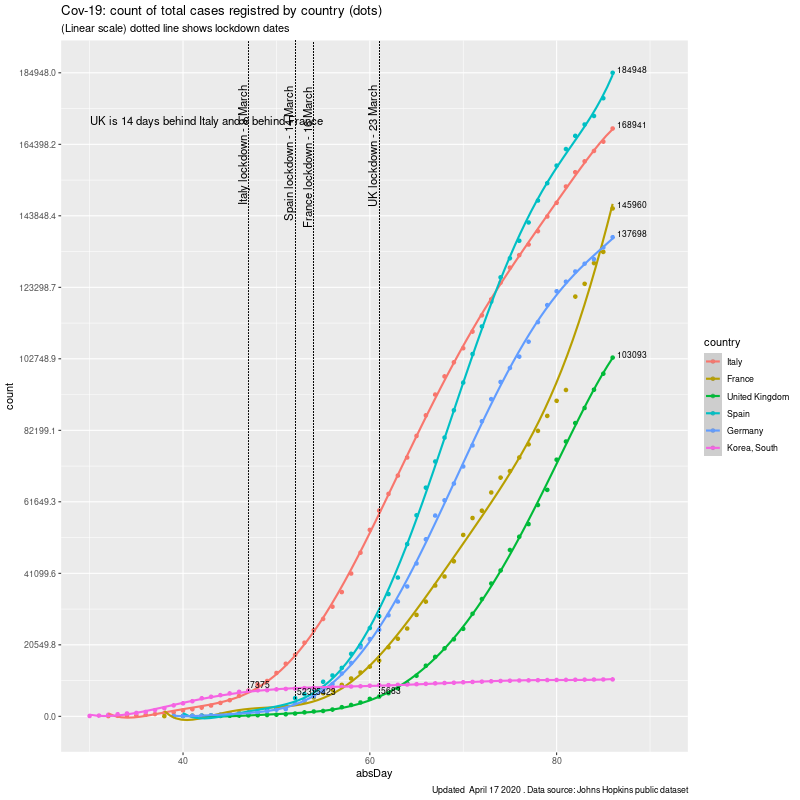 Cov-19: count of total cases registred by country (dots)
(Linear scale) dotted line shows lockdown dates
184948.0
164398.2
143848.4
123298.7
102748.9
82199.1
61649.3
41099.6
20549.8
0.0
count
UK is 14 days behind Italy and 6 behind France
Italy lockdown - 8 March
Spain lockdown - 14 March
France lockdown - 16 March
UK lockdown - 23 March
184948
168941
145960
137698
103093
7375
5232
5423
5683
40
60
80
absDay
country
Italy
France
United Kingdom
Spain
Germany
Korea, South
Updated April 17 2020 . Data source: Johns Hopkins public dataset